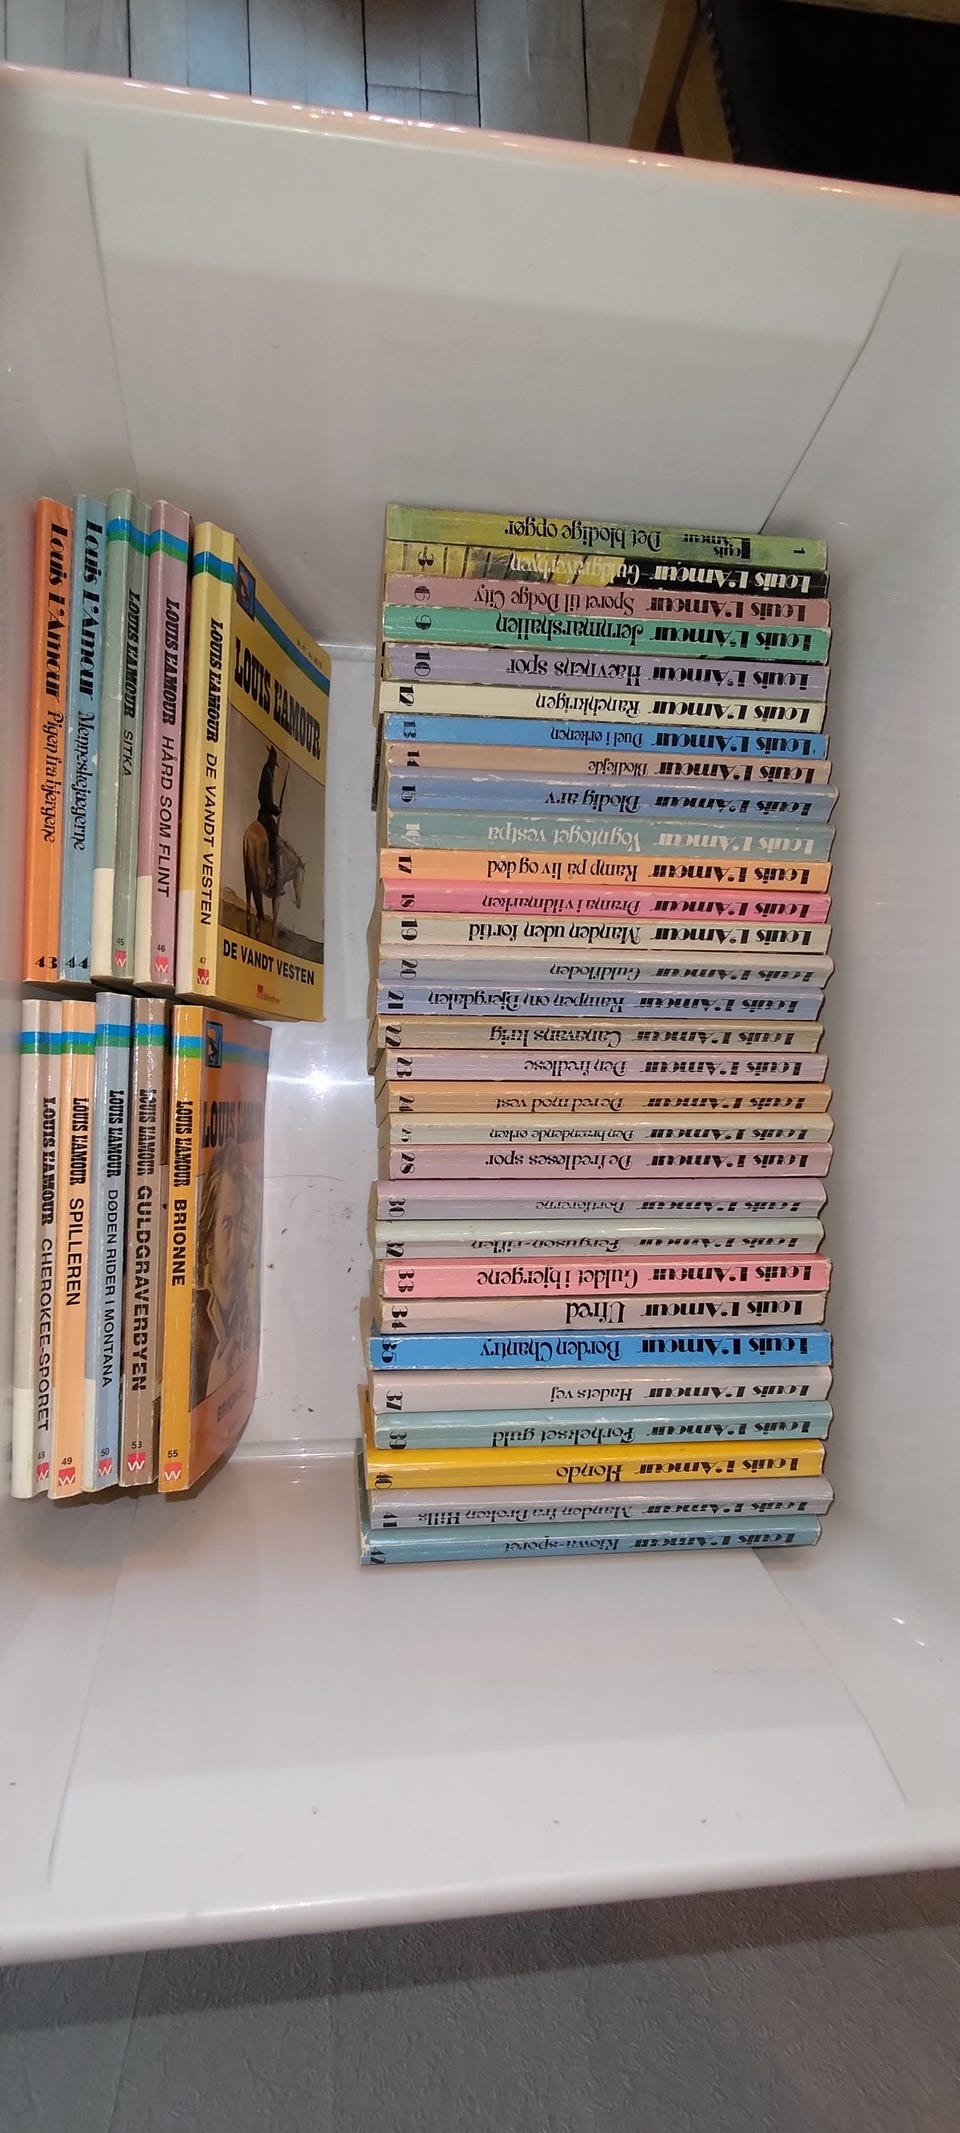 LOUIS L'AMOUR Pigen fra bjergene 43
LOUIS L'AMOUR Menneskejægerne 44
LOUIS L'AMOUR SITKA 45
LOUIS L'AMOUR HÅRD SOM FLINT 46
LOUIS L'AMOUR DE VANDT VESTEN 47
LOUIS L'AMOUR
DE VANDT VESTEN
Winther
LOUIS L'AMOUR CHEROKEE-SPORET
LOUIS L'AMOUR SPILLEREN 49
LOUIS L'AMOUR DØDEN RIDER I MONTANA 50
LOUIS L'AMOUR GULDGRAVERBYEN 53
LOUIS L'AMOUR BRIONNE 55
LOUIS L'AMOUR
1 Louis L'Amour Det blodige opgør
Louis L'Amour Guldgraverbyen
Louis L'Amour Sporet til Dodge City 6
Louis L'Amour Jernmarshallen 9
Louis L'Amour Hævnens spor 10
Louis L'Amour Ranchkrigen 12
Louis L'Amour Duel i ørkenen 13
Louis L'Amour Blodfejde 14
Louis L'Amour Blodig arv 15
Louis L'Amour Vogntoget vestpå 16
Louis L'Amour Kamp på liv og død 17
Louis L'Amour Drama i vildmarken 18
Louis L'Amour Manden uden fortid 19
Louis L'Amour Guldfloden 20
Louis L'Amour Kampen om Bjergdalen 21
Louis L'Amour Canavans krig 22
Louis L'Amour Den fredløse 23
Louis L'Amour De red mod vest 24
Louis L'Amour Den brændende ørken
Louis L'Amour De fredløses spor 28
Louis L'Amour Bortførerne 30
Louis L'Amour Ferguson-riflen 32
Louis L'Amour Guldet i bjergene 33
Louis L'Amour Ufred 34
Louis L'Amour Borden Chantry 35
Louis L'Amour Hadets vej 37
Louis L'Amour Forhekset guld 39
Louis L'Amour Hondo 40
Louis L'Amour Manden fra Broken Hills 41
Louis L'Amour Kiowa-sporet 42